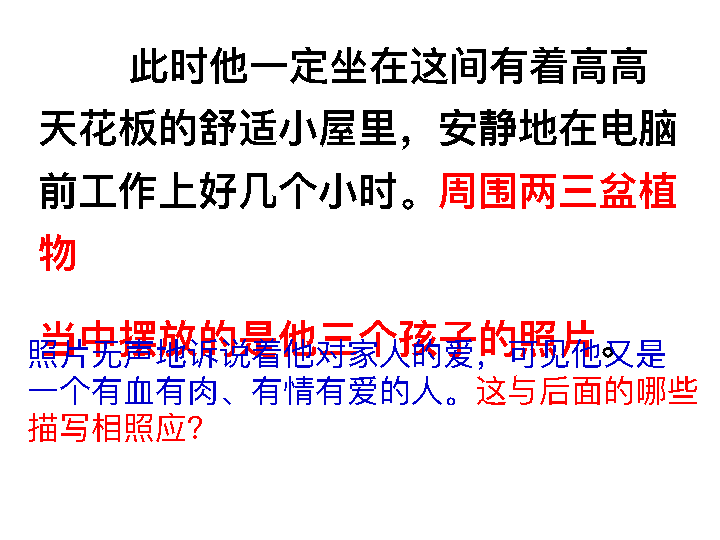 此时他一定坐在这间有着高高
天花板的舒适小屋里，安静地在电脑
前工作上好几个小时。周围两三盆植
物
当中摆放的是他三个孩子的照片。
照片无声地诉说着他对家人的爱，可见他又是
一个有血有肉、有情有爱的人。这与后面的哪些
描写相照应？